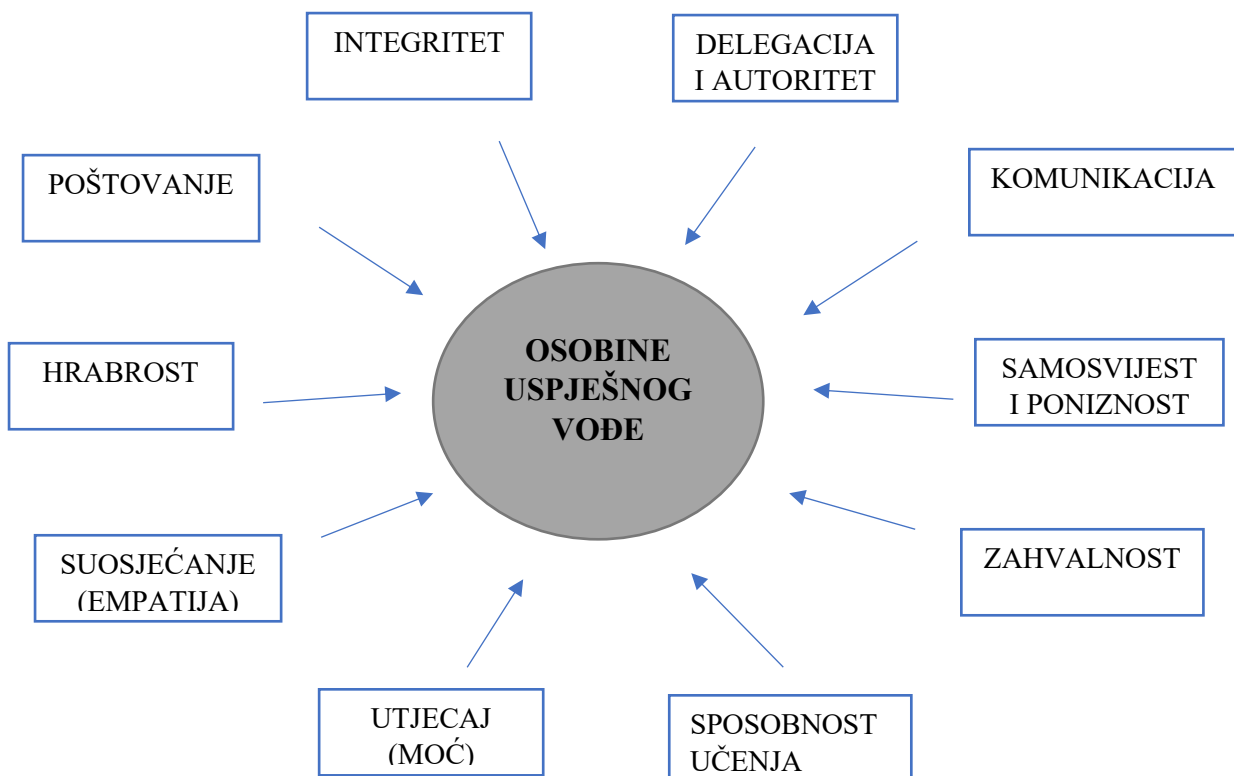 INTEGRITET
DELEGACIJA
I AUTORITET
POŠTOVANJE
KOMUNIKACIJA
HRABROST
OSOBINE
USPJEŠNOG
VOĐE
SAMOSVIJEST
I PONIZNOST
SUOSJEĆANJE
(EMPATIJA)
ZAHVALNOST
UTJECAJ
(MOĆ)
SPOSOBNOST
UČENJA